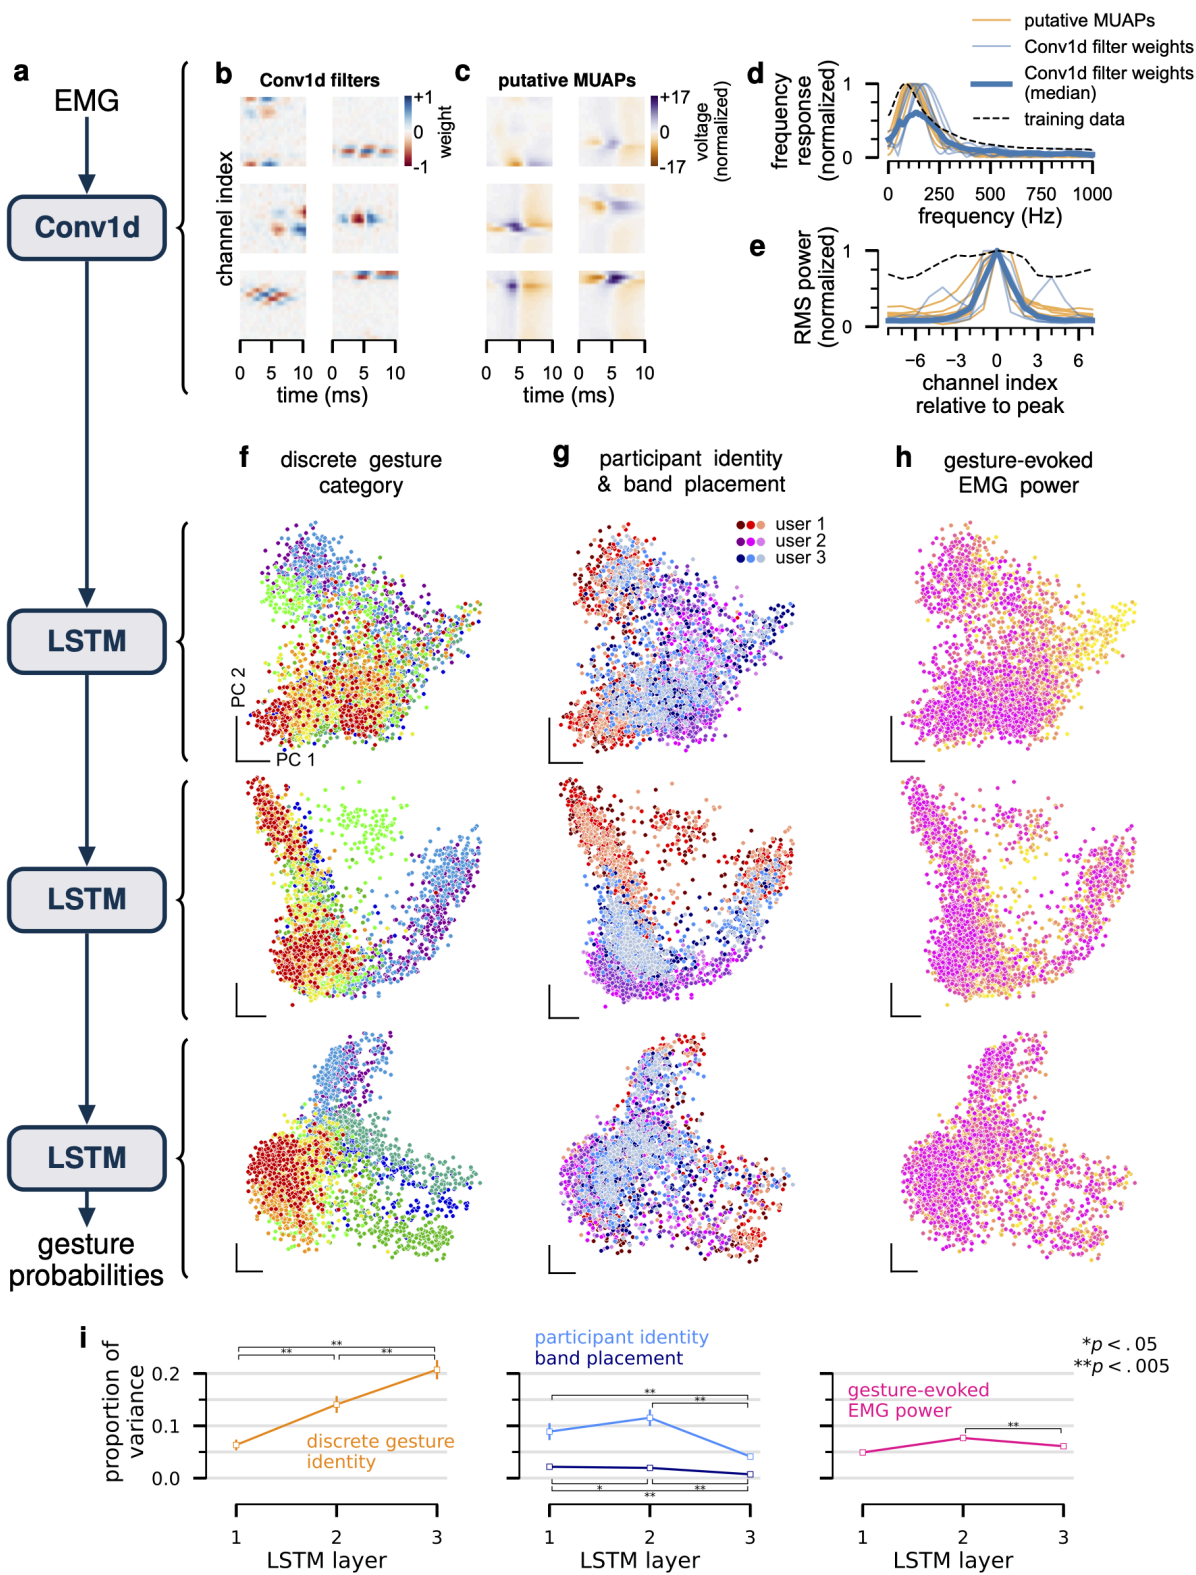 a
EMG
Conv1d
LSTM
LSTM
LSTM
gesture
probabilities
b
Conv1d filters
channel index
+1
0
-1
weight
0 5 10 0 5 10
time (ms)
c
putative MUAPs
+17
0
-17
voltage
(normalized)
0 5 10 0 5 10
time (ms)
putative MUAPs
Conv1d filter weights
Conv1d filter weights
(median)
training data
d
frequency
response
(normalized)
1
0
0 250 500 750 1000
frequency (Hz)
e
RMS power
(normalized)
1
0
−6 −3 0 3 6
channel index
relative to peak
f
discrete gesture
category
PC 2
PC 1
g
participant identity
& band placement
user 1
user 2
user 3
h
gesture-evoked
EMG power
i
proportion of
variance
0.2
0.1
0.0
** ** **
discrete gesture
identity
1 2 3
LSTM layer
participant identity
band placement
** **
* ** **
1 2 3
LSTM layer
gesture-evoked
EMG power
**
1 2 3
LSTM layer
*p < .05
**p < .005